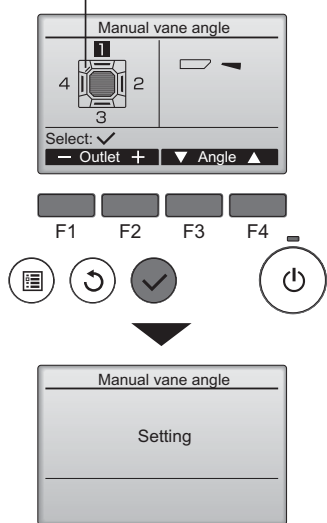 Manual vane angle
1
4 2
3
Select: ✓
− Outlet + ▼ Angle ▲
F1 F2 F3 F4
Manual vane angle
Setting